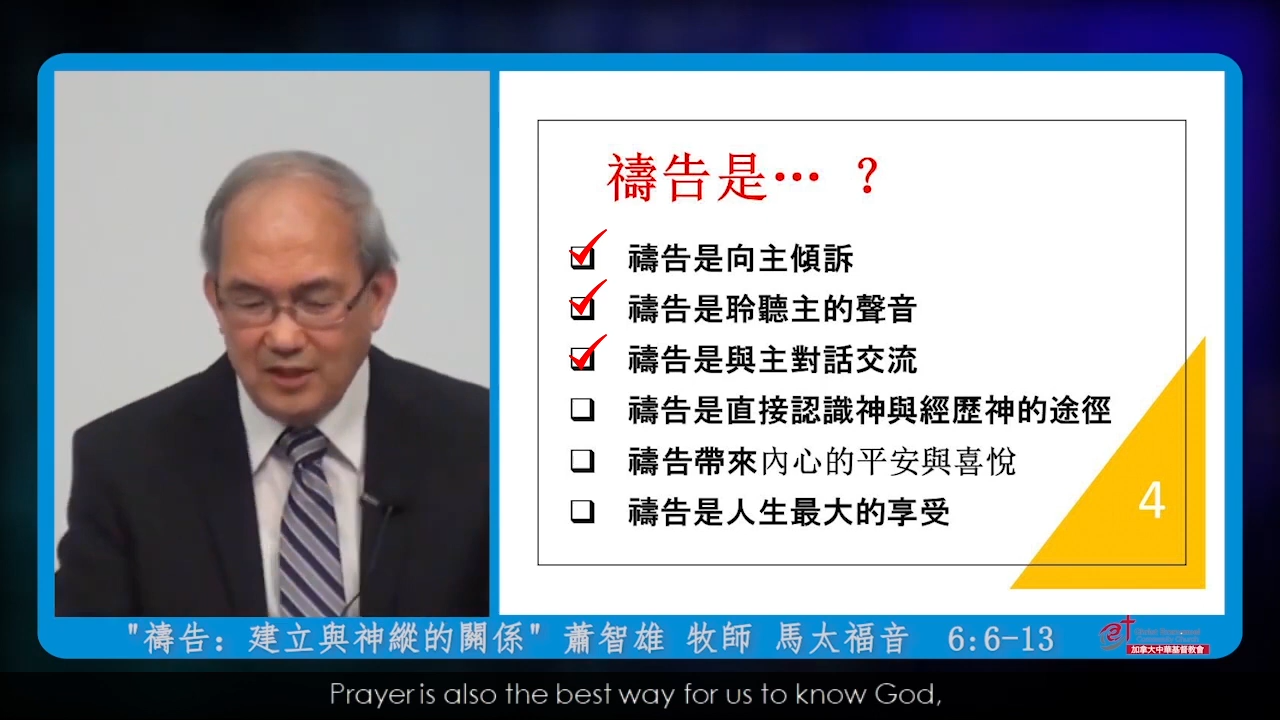 禱告是… ？
禱告是向主傾訴
禱告是聆聽主的聲音
禱告是與主對話交流
禱告是直接認識神與經歷神的途徑
禱告帶來內心的平安與喜悅
禱告是人生最大的享受
4
"禱告：建立與神縱的關係" 蕭智雄 牧師 馬太福音 6:6-13
加拿大中華基督教會
Prayer is also the best way for us to know God,